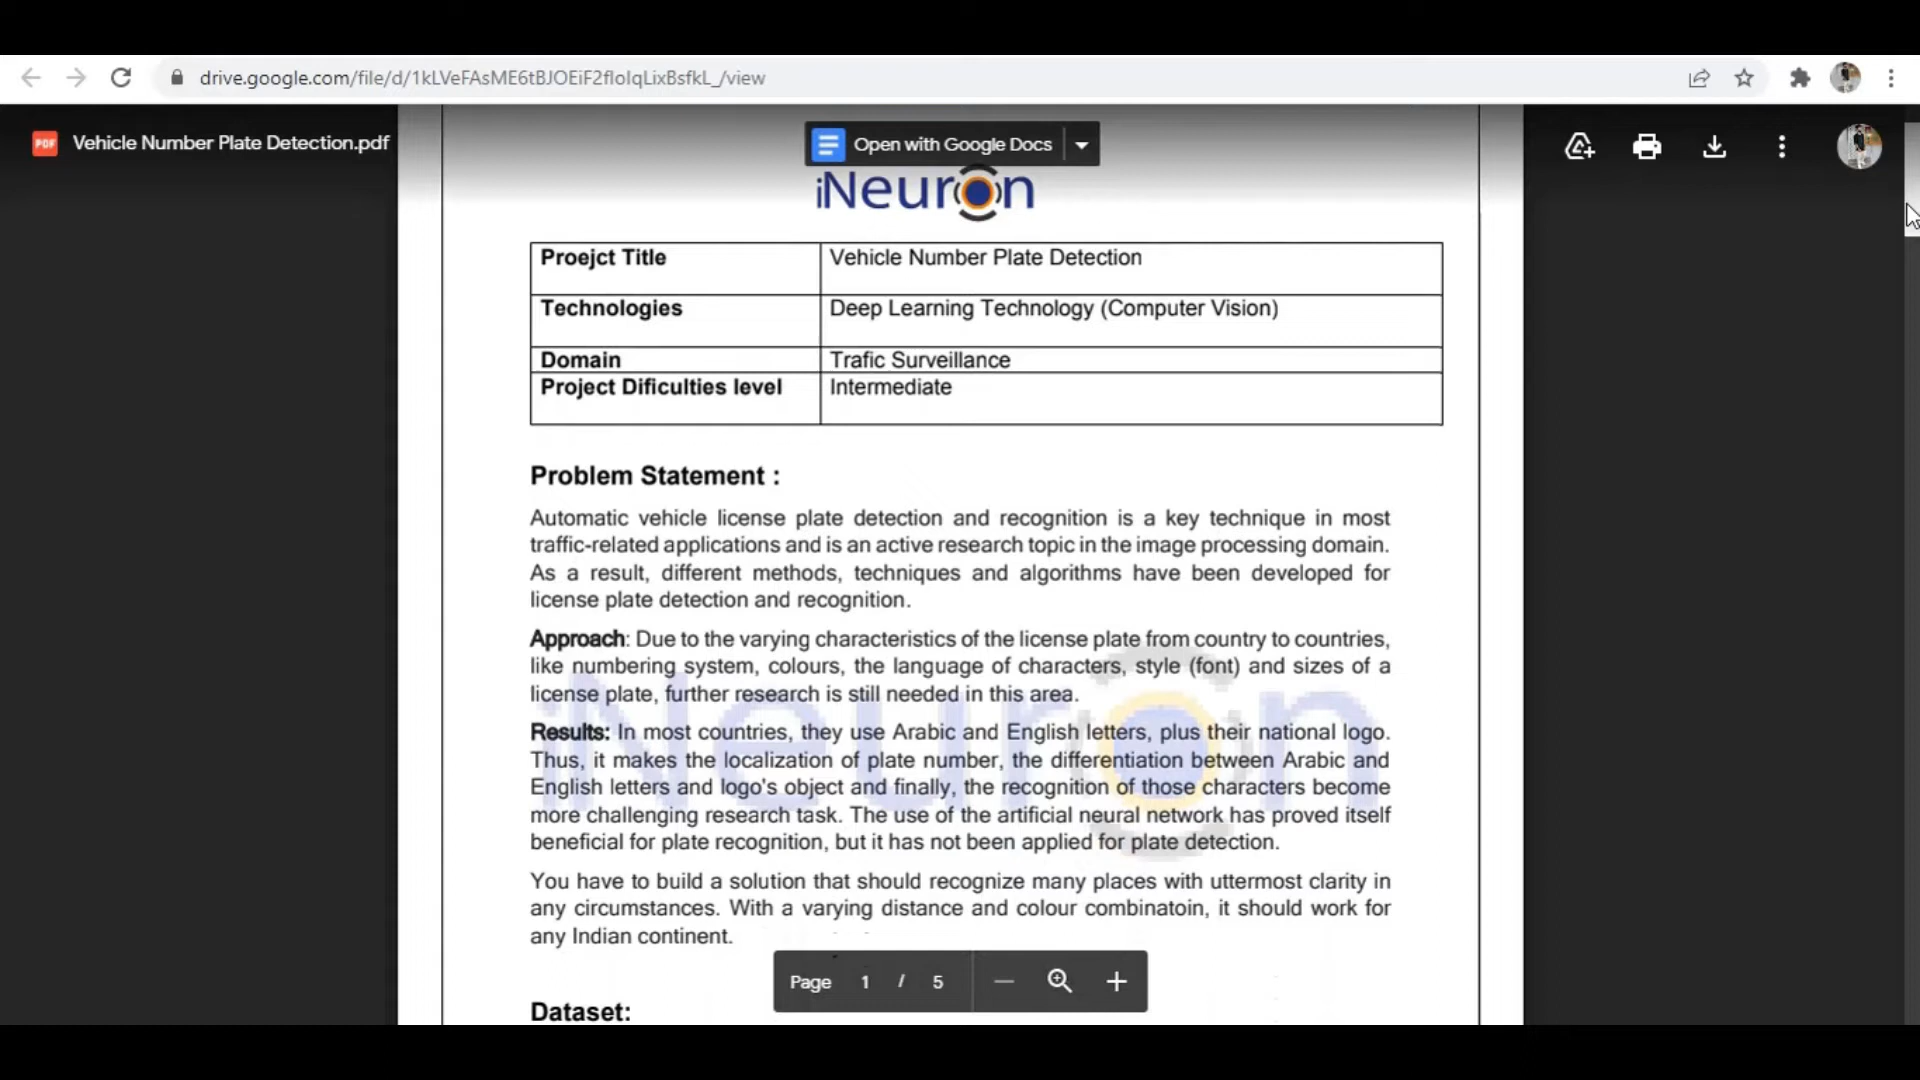 drive.google.com/file/d/1kLVeFAsME6tBJOEiF2floIqLixBsfkL_/view
PDF Vehicle Number Plate Detection.pdf
Open with Google Docs
iNeuron
Proejct Title Vehicle Number Plate Detection
Technologies Deep Learning Technology (Computer Vision)
Domain Trafic Surveillance
Project Dificulties level Intermediate
Problem Statement :
Automatic vehicle license plate detection and recognition is a key technique in most
traffic-related applications and is an active research topic in the image processing domain.
As a result, different methods, techniques and algorithms have been developed for
license plate detection and recognition.
Approach: Due to the varying characteristics of the license plate from country to countries,
like numbering system, colours, the language of characters, style (font) and sizes of a
license plate, further research is still needed in this area.
Results: In most countries, they use Arabic and English letters, plus their national logo.
Thus, it makes the localization of plate number, the differentiation between Arabic and
English letters and logo's object and finally, the recognition of those characters become
more challenging research task. The use of the artificial neural network has proved itself
beneficial for plate recognition, but it has not been applied for plate detection.
iNeuron
You have to build a solution that should recognize many places with uttermost clarity in
any circumstances. With a varying distance and colour combinatoin, it should work for
any Indian continent.
Page 1 / 5
Dataset: